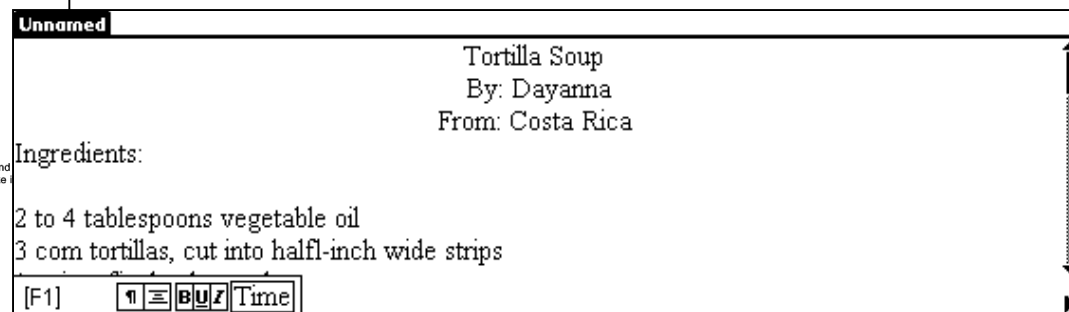 Unnamed
Tortilla Soup
By: Dayanna
From: Costa Rica
Ingredients:
2 to 4 tablespoons vegetable oil
3 com tortillas, cut into halfl-inch wide strips
[F1] ¶ B U I Time